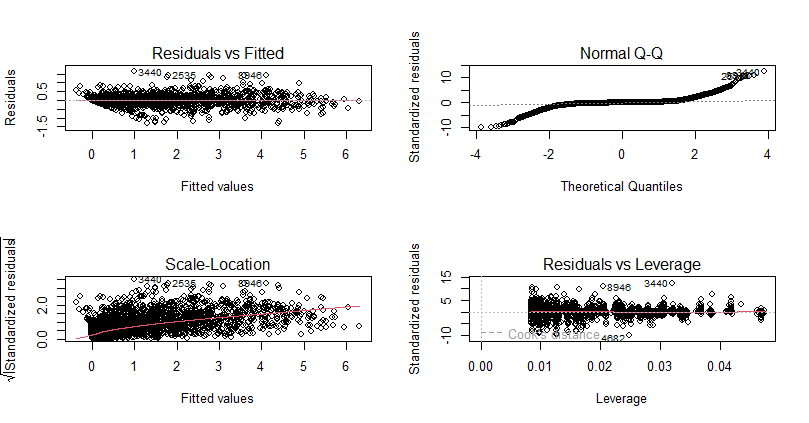 Residuals vs Fitted
Residuals
0.5
-1.5
3440
2535
8946
0 1 2 3 4 5 6
Fitted values
Normal Q-Q
Standardized residuals
10
0
-10
3440
-4 -2 0 2 4
Theoretical Quantiles
Scale-Location
√|Standardized residuals|
2.0
0.0
3440
2535
8946
0 1 2 3 4 5 6
Fitted values
Residuals vs Leverage
Standardized residuals
15
5
-10
8946
3440
Cook's distance
4682
0.00 0.01 0.02 0.03 0.04
Leverage